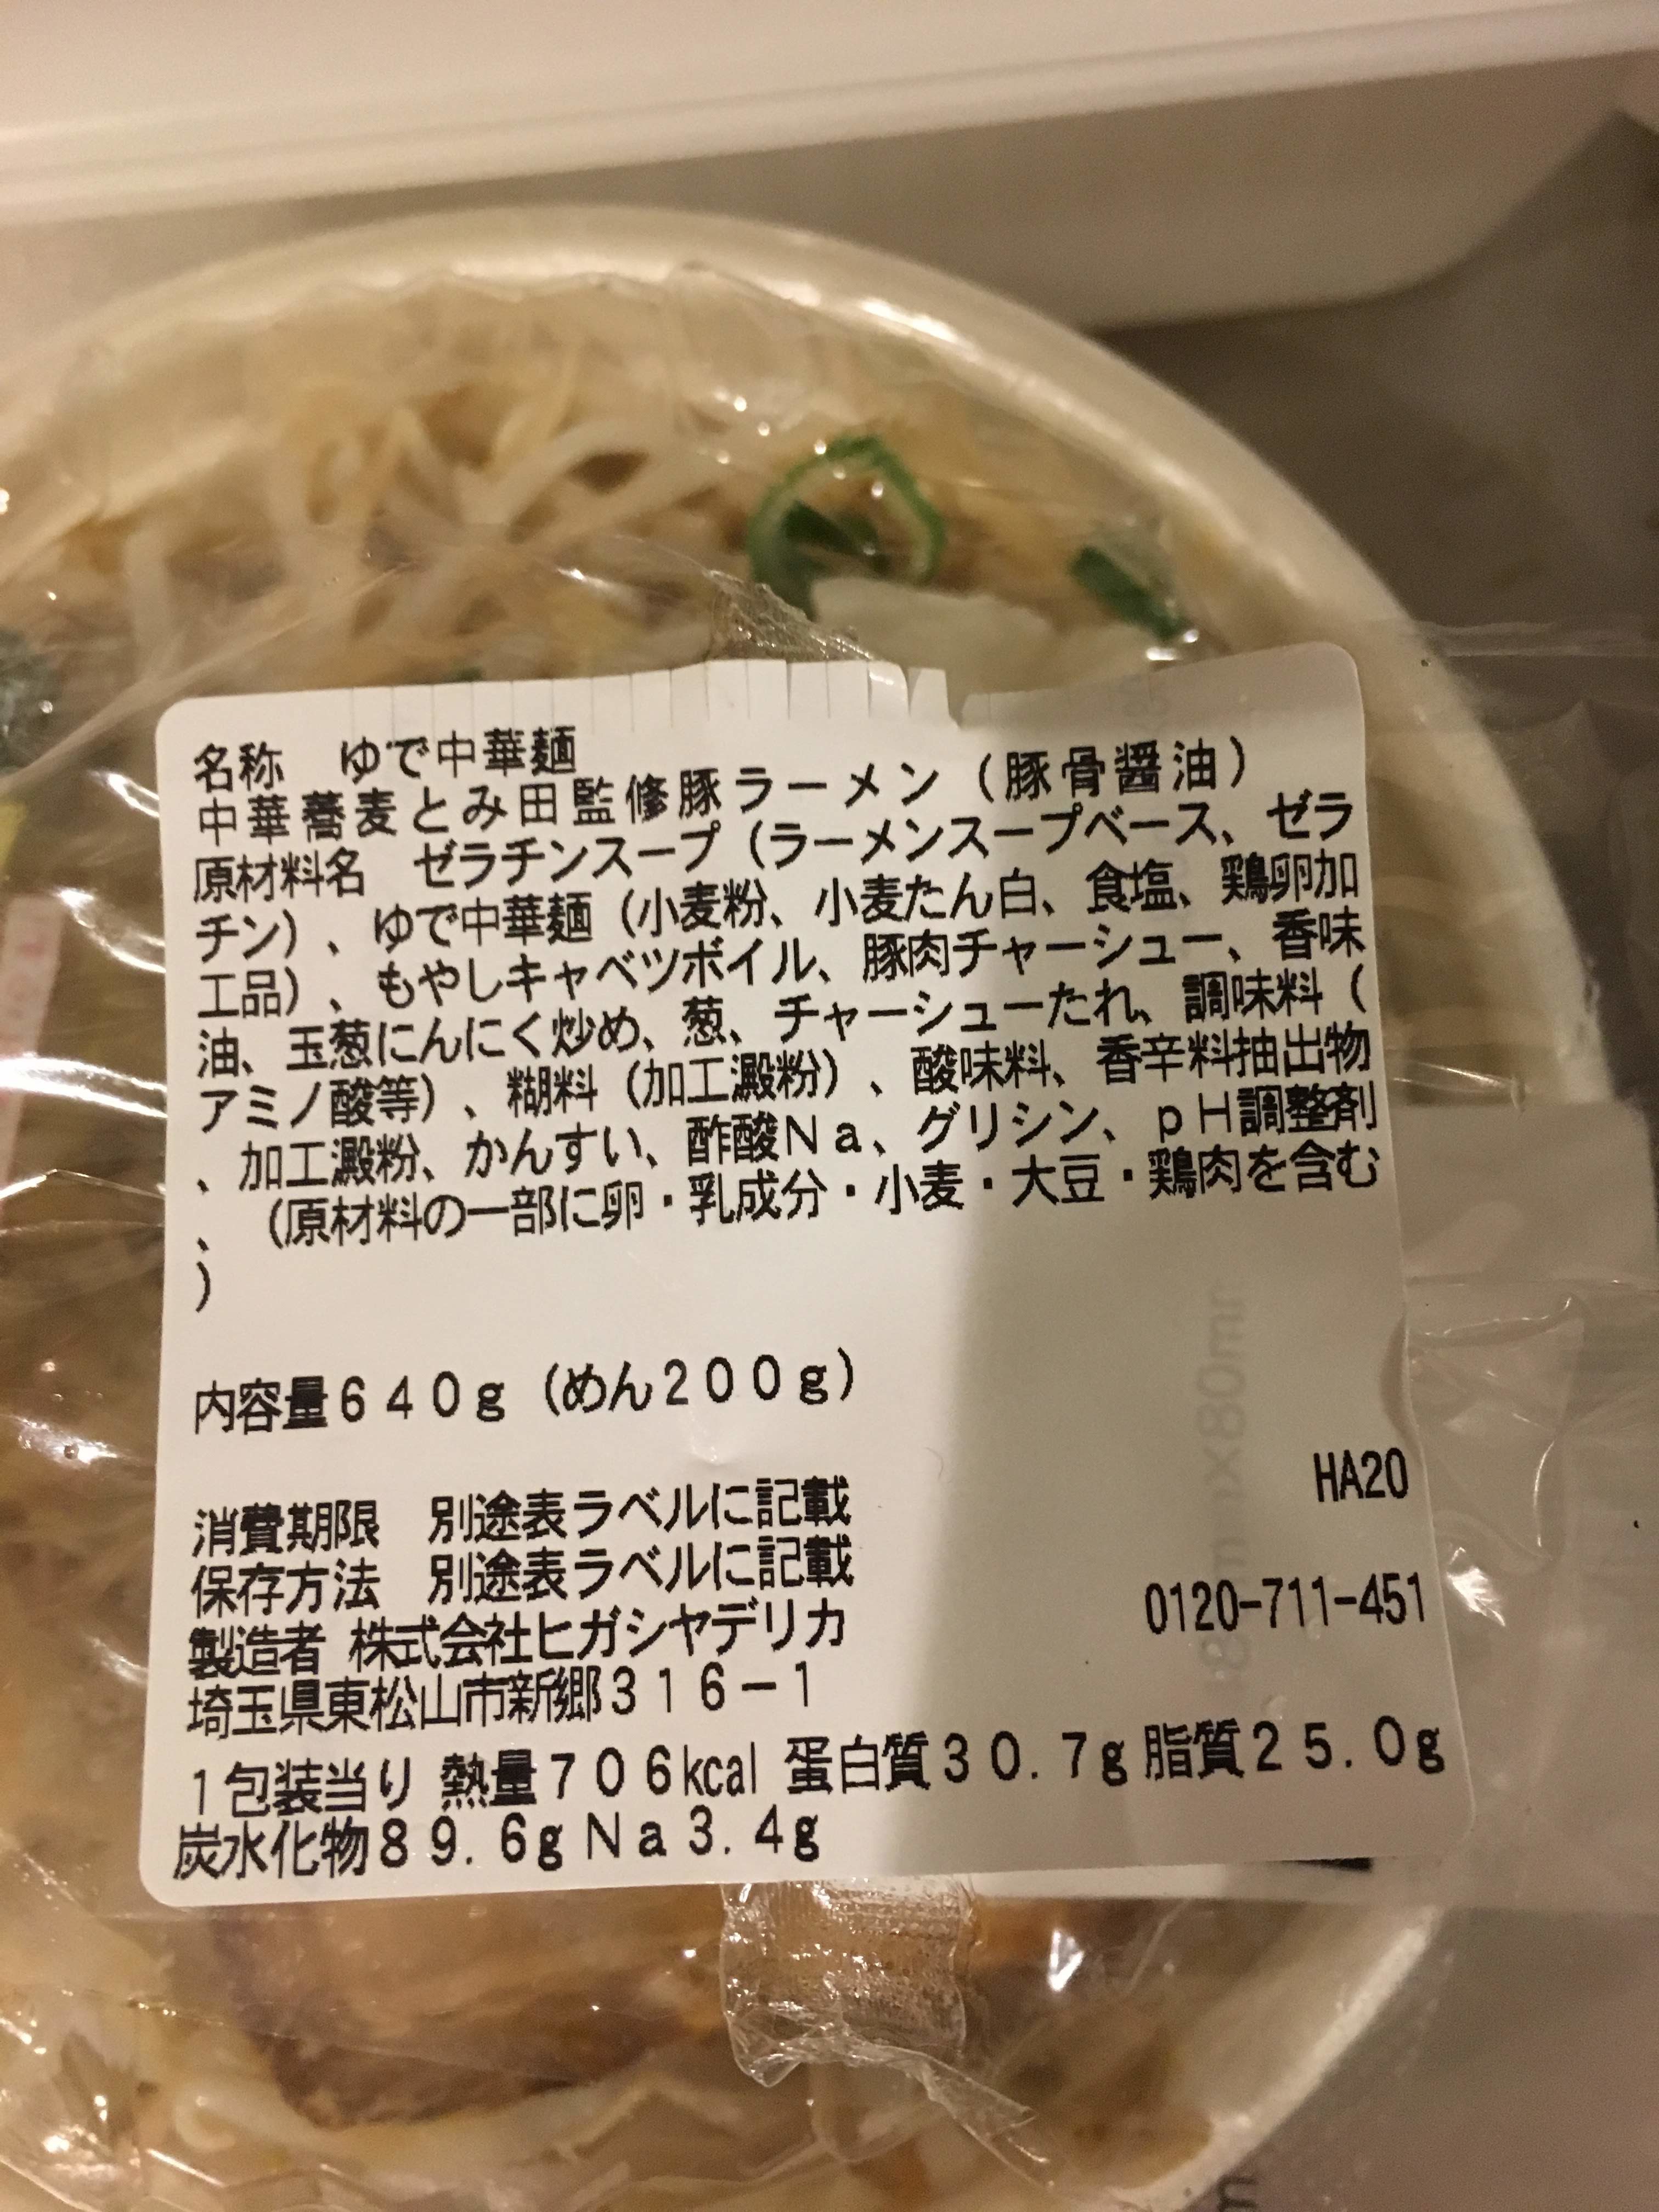 名称　ゆで中華麺
中華蕎麦とみ田監修豚ラーメン（豚骨醤油）
原材料名　ゼラチンスープ（ラーメンスープベース、ゼラ
チン）、ゆで中華麺（小麦粉、小麦たん白、食塩、鶏卵加
工品）、もやしキャベツボイル、豚肉チャーシュー、香味
油、玉葱にんにく炒め、葱、チャーシューたれ、調味料（
アミノ酸等）、糊料（加工澱粉）、酸味料、香辛料抽出物
、加工澱粉、かんすい、酢酸Ｎａ、グリシン、ｐＨ調整剤
、（原材料の一部に卵・乳成分・小麦・大豆・鶏肉を含む
）
内容量６４０ｇ（めん２００ｇ）
HA20
消費期限　別途表ラベルに記載
保存方法　別途表ラベルに記載
0120-711-451
製造者 株式会社ヒガシヤデリカ
埼玉県東松山市新郷３１６－１
１包装当り 熱量７０６kcal 蛋白質３０．７ｇ脂質２５．０ｇ
炭水化物８９．６ｇＮａ３．４ｇ